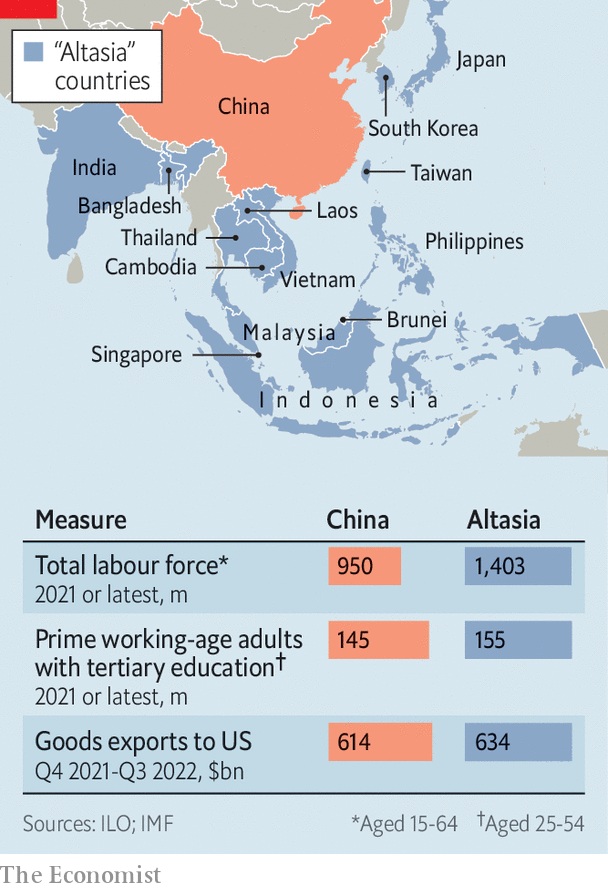 “Altasia”
countries
Japan
China
South Korea
India
Taiwan
Bangladesh
Laos
Thailand
Philippines
Cambodia
Vietnam
Brunei
Malaysia
Singapore
Indonesia
Measure China Altasia
Total labour force* 950 1,403
2021 or latest, m
Prime working-age adults 145 155
with tertiary education†
2021 or latest, m
Goods exports to US 614 634
Q4 2021-Q3 2022, $bn
Sources: ILO; IMF *Aged 15-64 †Aged 25-54
The Economist